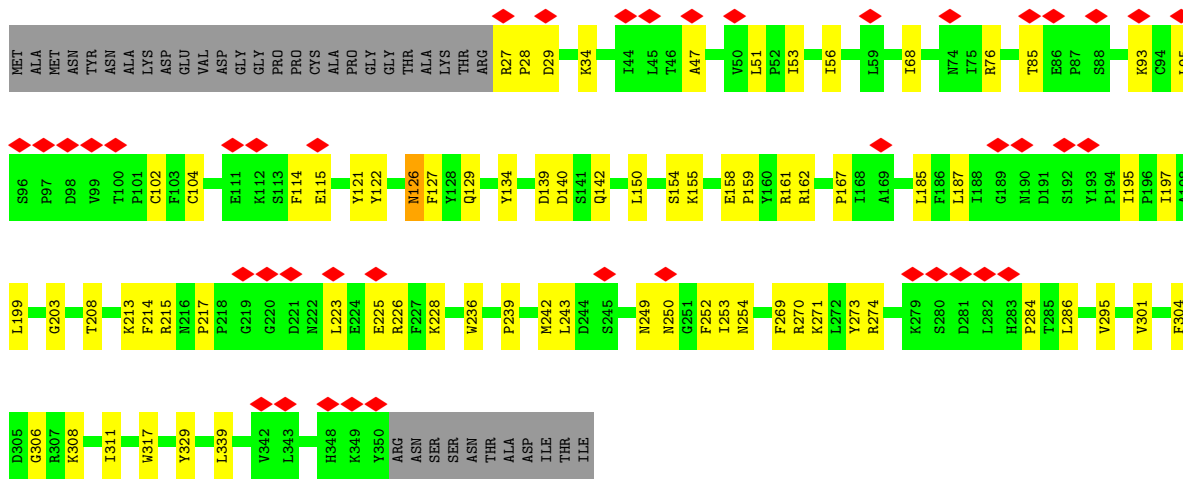 MET ALA MET ASN TYR ASN ALA LYS ASP GLU VAL ASP GLY GLY PRO PRO CYS ALA PRO GLY GLY THR ALA LYS THR ARG R27 P28 D29 K34 I44 L45 T46 A47 V50 L51 P52 I53 I56 L59 I68 N74 I75 R76 T85 E86 P87 S88 K93 C94 L95
S96 P97 D98 V99 T100 P101 C102 F103 C104 E111 K112 S113 F114 E115 Y121 Y122 N126 F127 Y128 Q129 Y134 D139 D140 S141 Q142 L150 S154 K155 E158 P159 Y160 R161 R162 P167 I168 A169 L185 F186 L187 I188 G189 N190 D191 S192 Y193 P194 I195 P196 I197
L199 G203 T208 K213 F214 R215 N216 P217 P218 G219 G220 D221 N222 L223 E224 E225 R226 F227 K228 W236 P239 M242 L243 D244 S245 N249 N250 G251 F252 I253 N254 F269 R270 K271 L272 Y273 R274 K279 S280 D281 L282 H283 P284 T285 L286 V295 V301 F304
D305 G306 R307 K308 I311 W317 Y329 L339 V342 L343 H348 K349 Y350 ARG ASN SER SER ASN THR ALA ASP ILE THR ILE